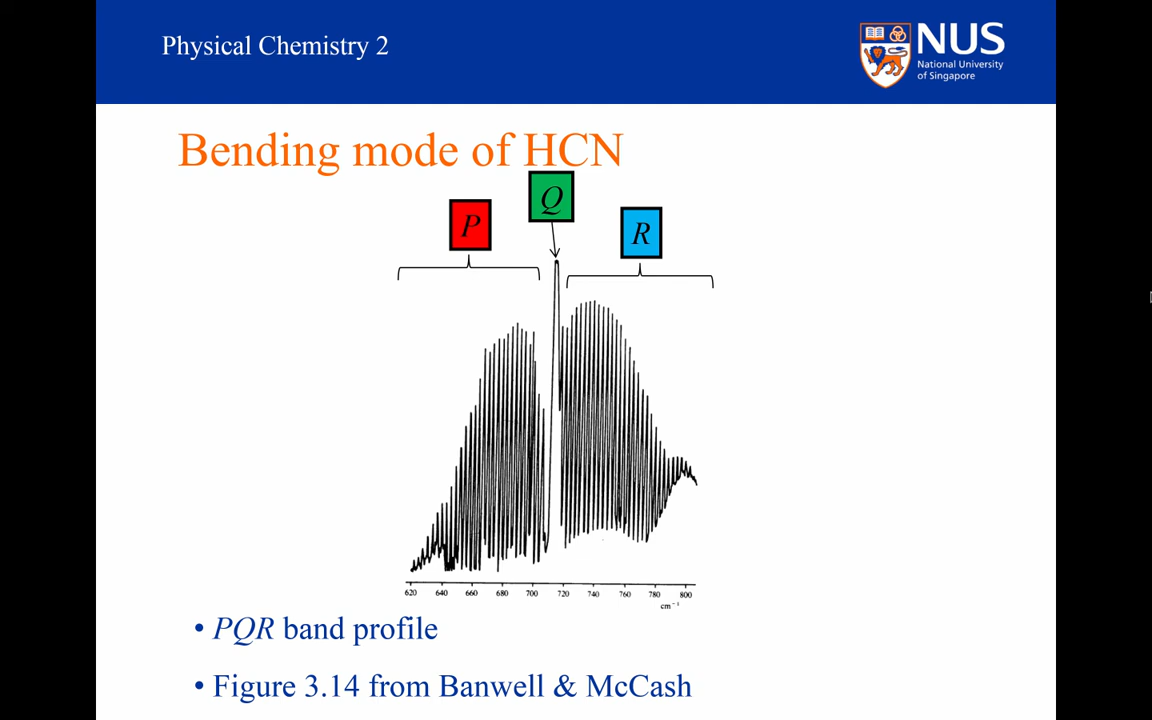 Physical Chemistry 2
NUS
National University
of Singapore
Bending mode of HCN
Q
P
R
620 640 660 680 700 720 740 760 780 800
cm⁻¹
• PQR band profile
• Figure 3.14 from Banwell & McCash